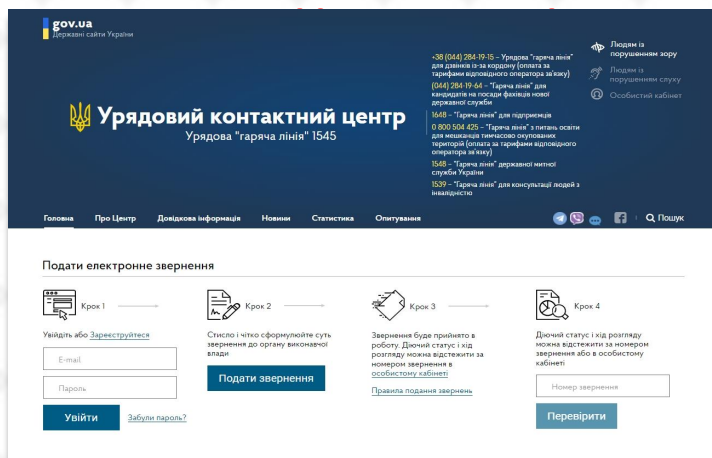 gov.ua
Державні сайти України
+38 (044) 284-19-15 – Урядова "гаряча лінія"
для дзвінків із-за кордону (оплата за
тарифами відповідного оператора зв'язку)
(044) 284-19-64 – "Гаряча лінія" для
кандидатів на посади фахівців нової
державної служби
1648 – "Гаряча лінія" для підприємців
0 800 504 425 – "Гаряча лінія" з питань освіти
для мешканців тимчасово окупованих
територій (оплата за тарифами відповідного
оператора зв'язку)
1548 – "Гаряча лінія" державної митної
служби України
1539 – "Гаряча лінія" для консультації людей з
інвалідністю
Людям із
порушенням зору
Людям із
порушенням слуху
Особистий кабінет
Урядовий контактний центр
Урядова "гаряча лінія" 1545
Головна Про Центр Довідкова інформація Новини Статистика Опитування Пошук
Подати електронне звернення
Крок 1
Увійдіть або Зареєструйтеся
E-mail
Пароль
Увійти Забули пароль?
Крок 2
Стисло і чітко сформулюйте суть
звернення до органу виконавчої
влади
Подати звернення
Крок 3
Звернення буде прийнято в
роботу. Діючий статус і хід
розгляду можна відстежити за
номером звернення в
особистому кабінеті
Правила подання звернень
Крок 4
Діючий статус і хід розгляду
можна відстежити за номером
звернення або в особистому
кабінеті
Номер звернення
Перевірити